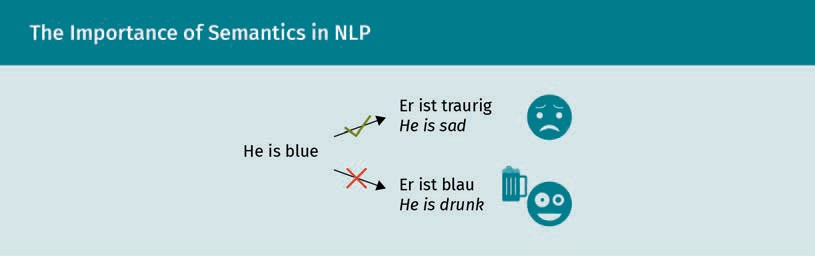 The Importance of Semantics in NLP
Er ist traurig
He is sad
He is blue
Er ist blau
He is drunk